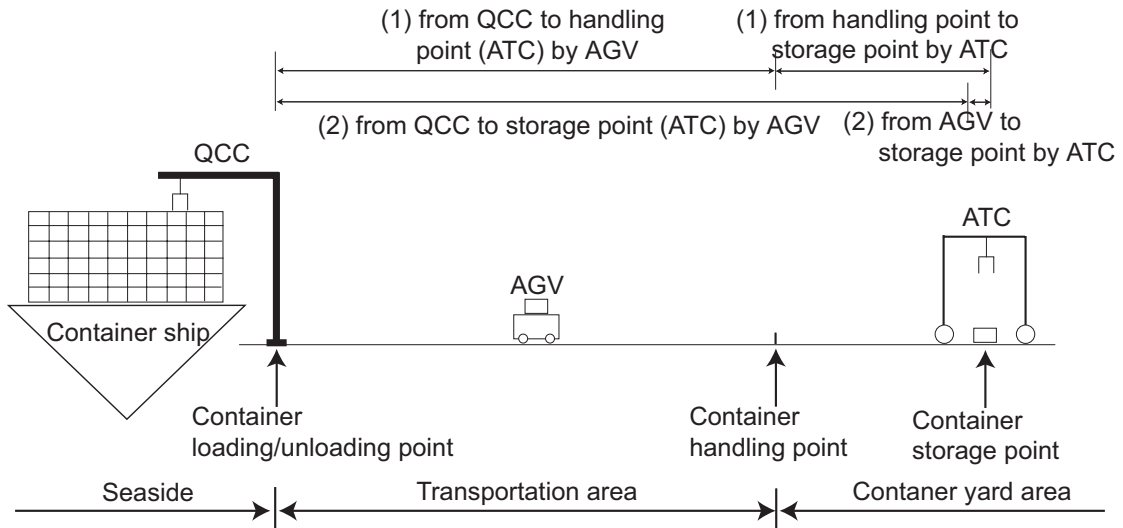 (1) from QCC to handling
point (ATC) by AGV
(1) from handling point to
storage point by ATC
(2) from QCC to storage point (ATC) by AGV
(2) from AGV to
storage point by ATC
QCC
ATC
AGV
Container ship
Container
loading/unloading point
Container
handling point
Container
storage point
Seaside
Transportation area
Contaner yard area